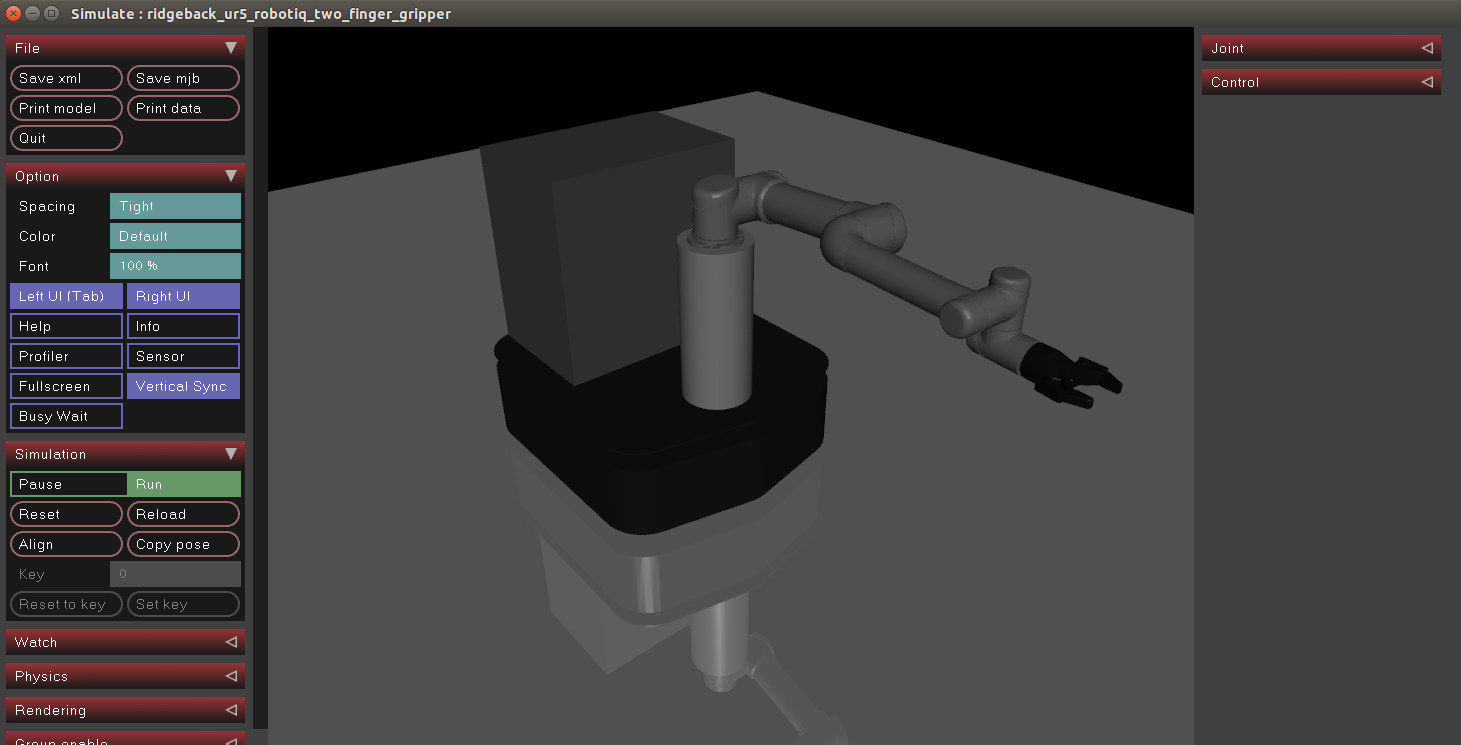 Simulate : ridgeback_ur5_robotiq_two_finger_gripper
File
Save xml Save mjb
Print model Print data
Quit
Option
Spacing Tight
Color Default
Font 100 %
Left UI (Tab) Right UI
Help Info
Profiler Sensor
Fullscreen Vertical Sync
Busy Wait
Simulation
Pause Run
Reset Reload
Align Copy pose
Key 0
Reset to key Set key
Watch
Physics
Rendering
Group enable
Joint
Control